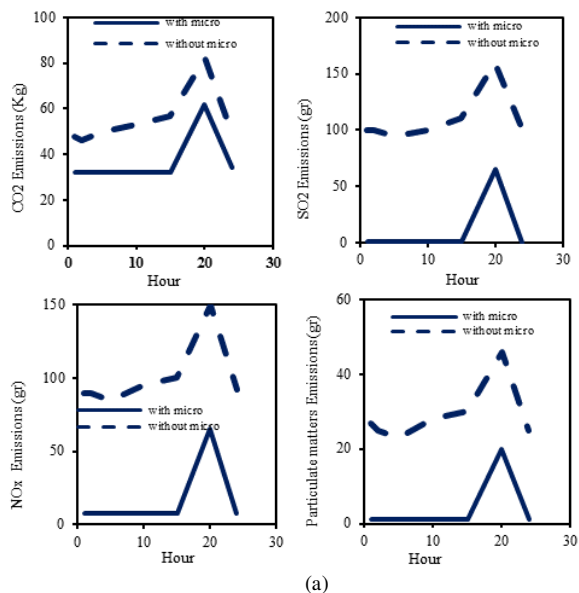 CO2 Emissions (Kg)
100
80
60
40
20
0
with micro
without micro
0 10 20 30
Hour
SO2 Emissions (gr)
200
150
100
50
0
with micro
without micro
0 10 20 30
Hour
NOx Emissions (gr)
150
100
50
0
with micro
without micro
0 10 20 30
Hour
Particulate matters Emissions (gr)
60
40
20
0
with micro
without micro
0 10 20 30
Hour
(a)